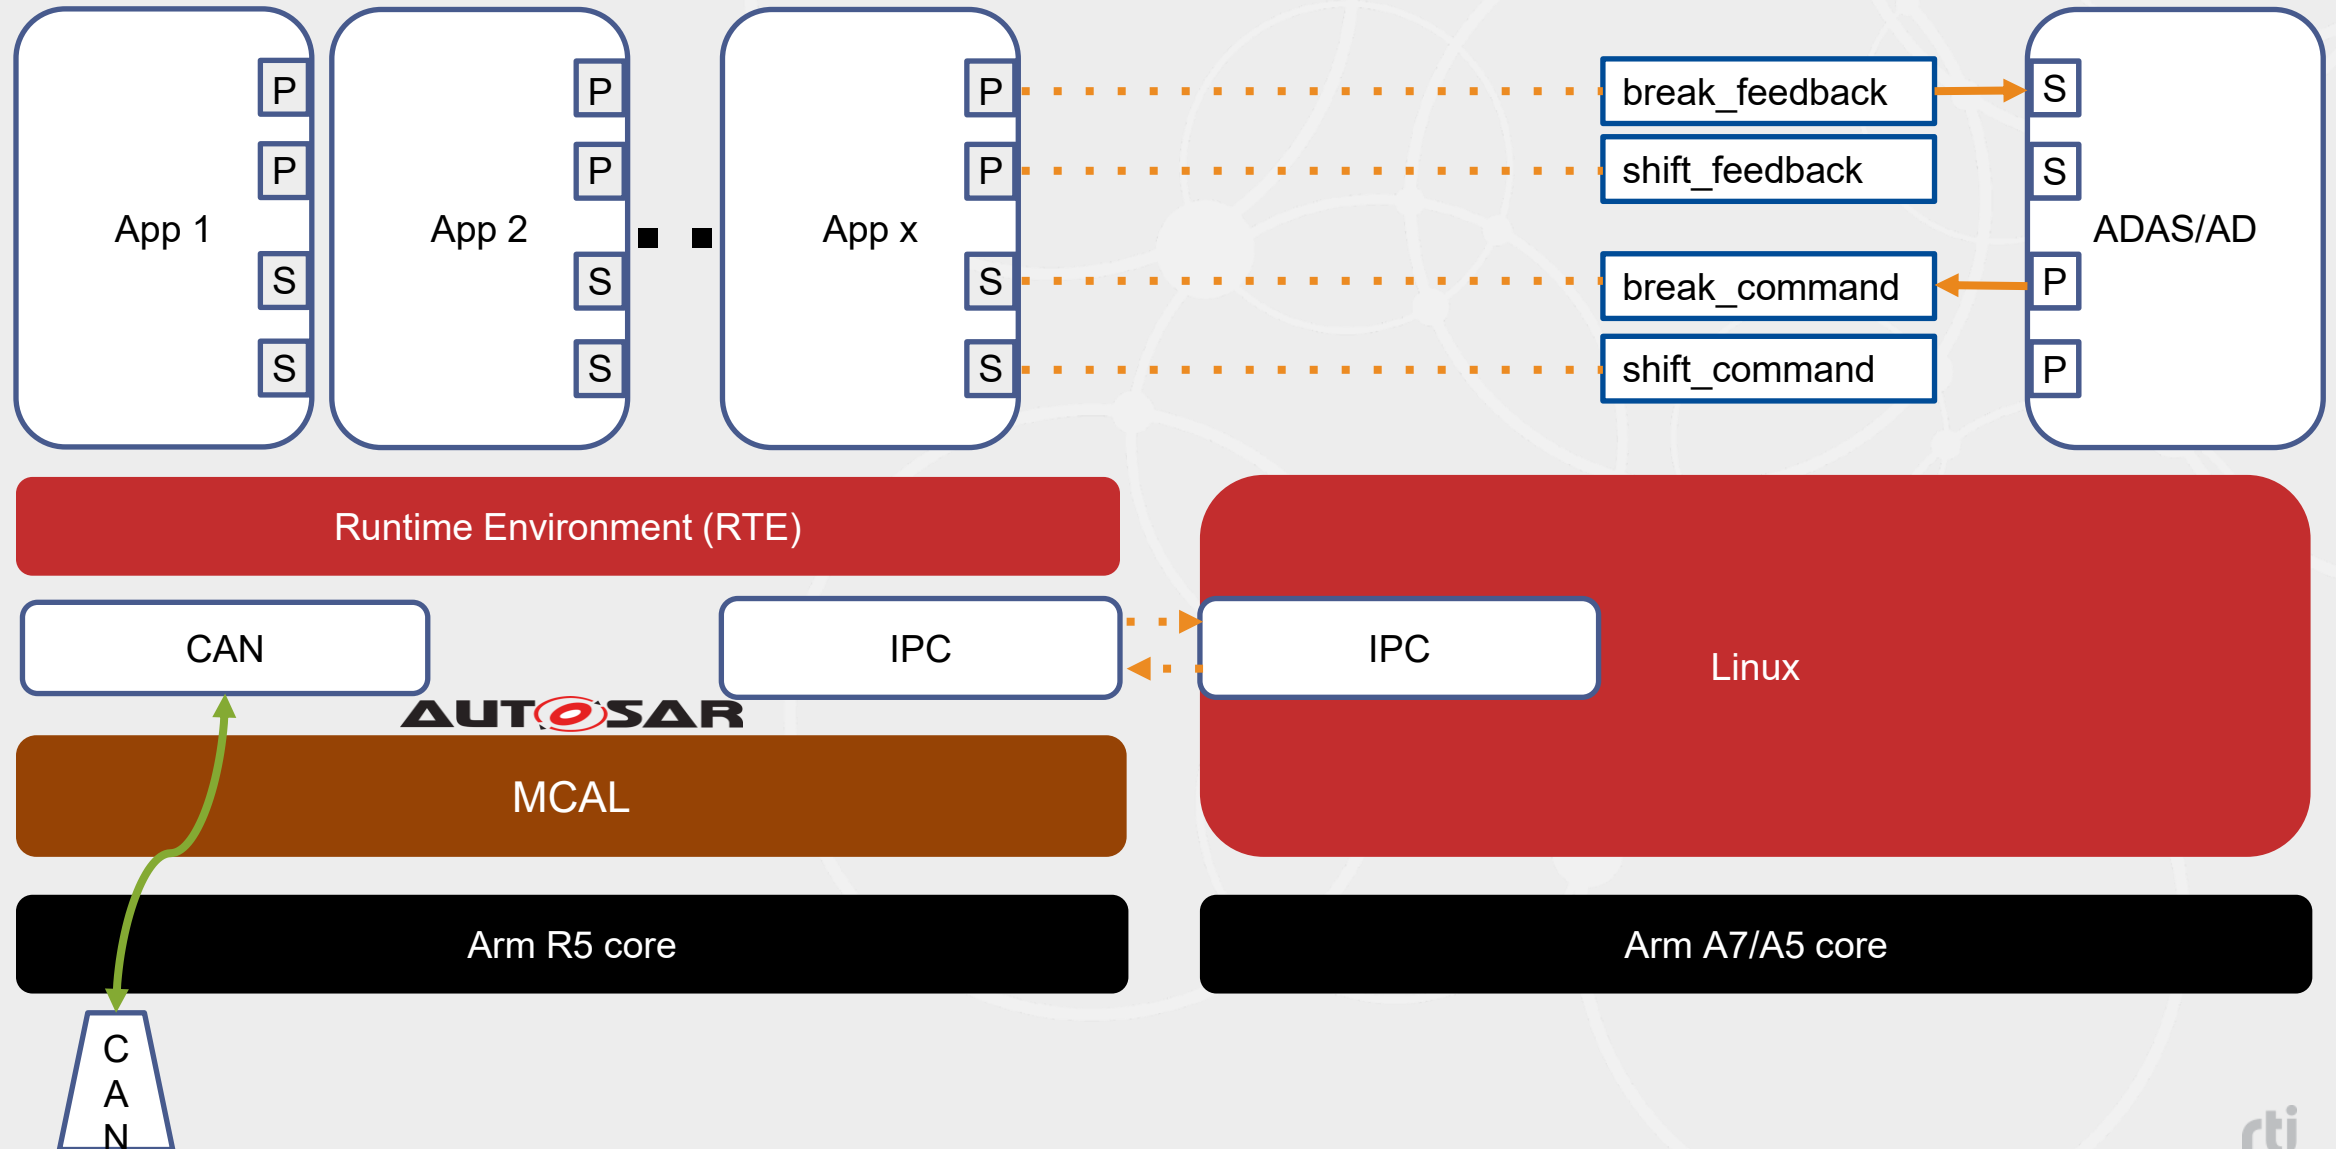 App 1
P
P
S
S
App 2
P
P
S
S
App x
P
P
S
S
break_feedback
shift_feedback
break_command
shift_command
S
S
P
P
ADAS/AD
Runtime Environment (RTE)
CAN
IPC
IPC
Linux
AUTOSAR
MCAL
Arm R5 core
Arm A7/A5 core
C
A
N
rti